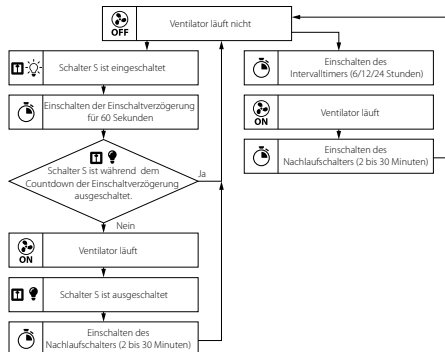 OFF
Ventilator läuft nicht
Schalter S ist eingeschaltet
Einschalten der Einschaltverzögerung
für 60 Sekunden
Schalter S ist während dem
Countdown der Einschaltverzögerung
ausgeschaltet.
Ja
Nein
ON
Ventilator läuft
Schalter S ist ausgeschaltet
Einschalten des
Nachlaufschalters (2 bis 30 Minuten)
Einschalten des
Intervalltimers (6/12/24 Stunden)
ON
Ventilator läuft
Einschalten des
Nachlaufschalters (2 bis 30 Minuten)